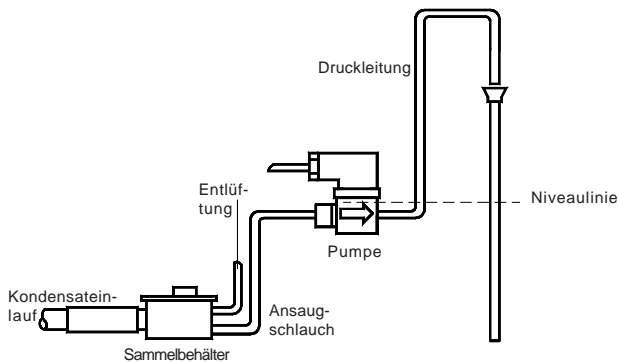 Druckleitung
Entlüf-
tung
Niveaulinie
Pumpe
Kondensatein-
lauf
Ansaug-
schlauch
Sammelbehälter